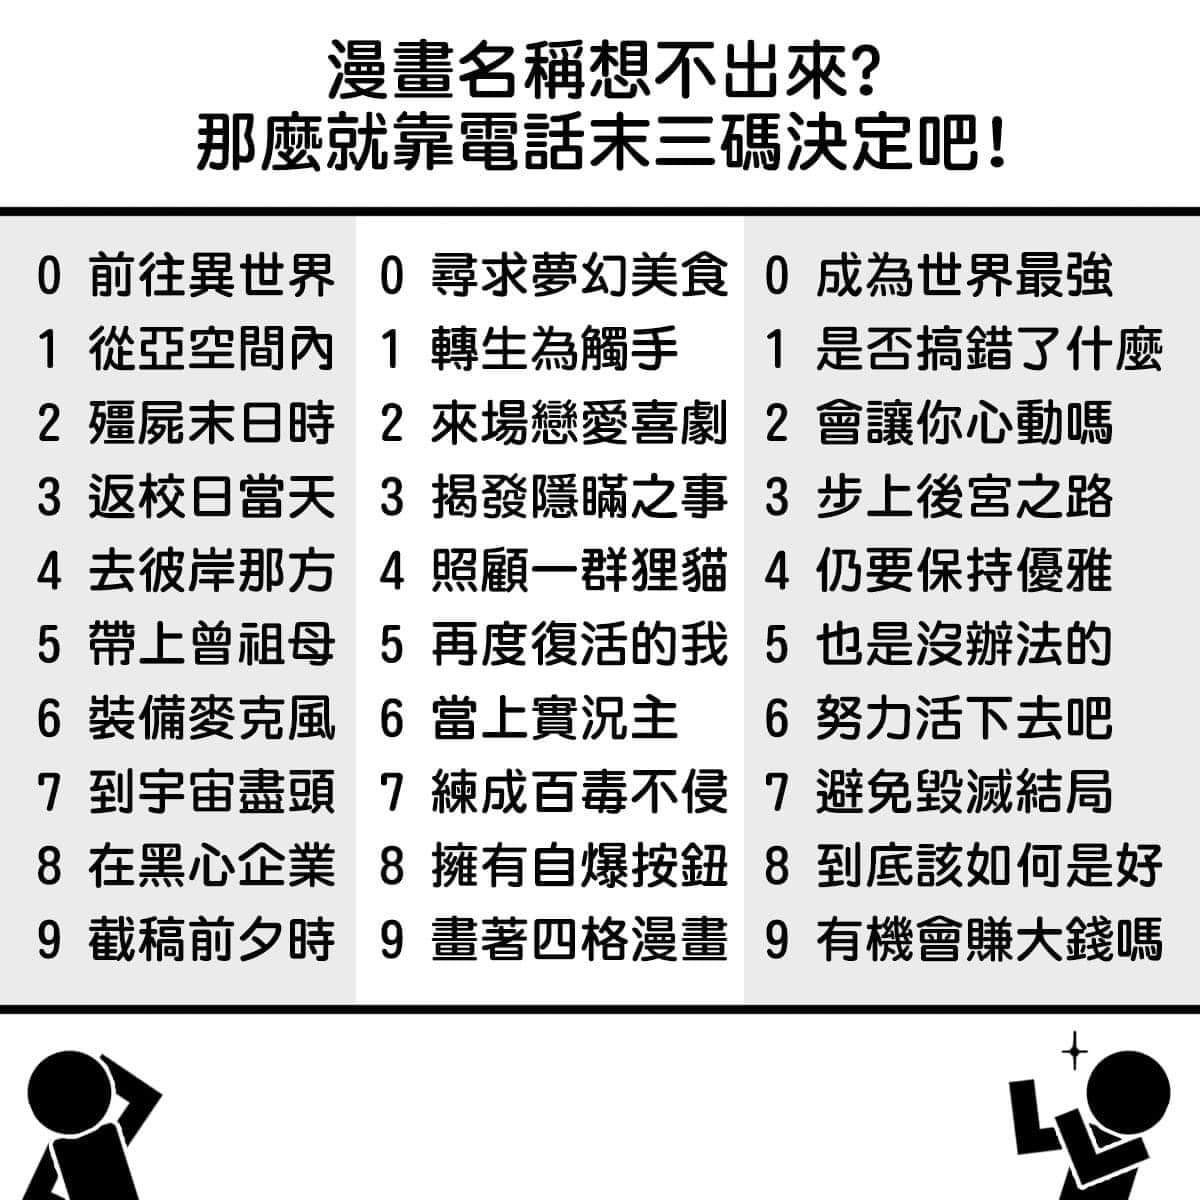 漫畫名稱想不出來?
那麼就靠電話末三碼決定吧!
0 前往異世界 0 尋求夢幻美食 0 成為世界最強
1 從亞空間內 1 轉生為觸手 1 是否搞錯了什麼
2 殭屍末日時 2 來場戀愛喜劇 2 會讓你心動嗎
3 返校日當天 3 揭發隱瞞之事 3 步上後宮之路
4 去彼岸那方 4 照顧一群狸貓 4 仍要保持優雅
5 帶上曾祖母 5 再度復活的我 5 也是沒辦法的
6 裝備麥克風 6 當上實況主 6 努力活下去吧
7 到宇宙盡頭 7 練成百毒不侵 7 避免毀滅結局
8 在黑心企業 8 擁有自爆按鈕 8 到底該如何是好
9 截稿前夕時 9 畫著四格漫畫 9 有機會賺大錢嗎